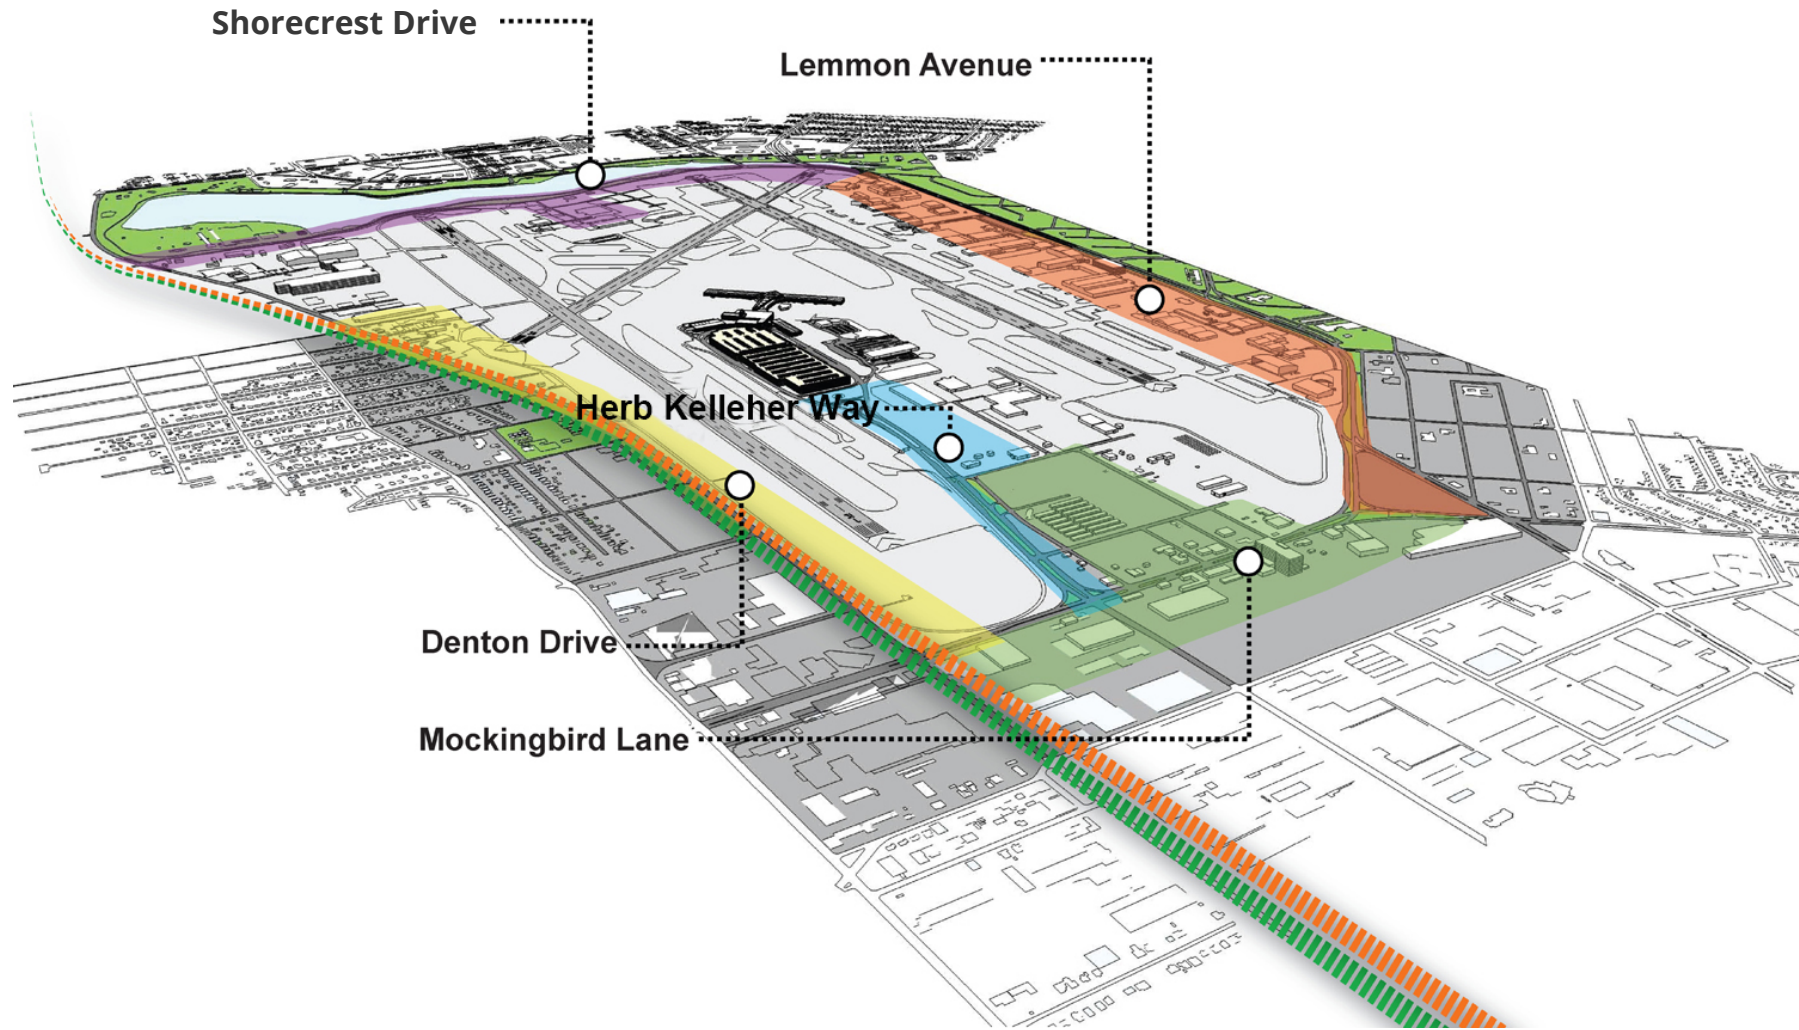 Shorecrest Drive
Lemmon Avenue
Herb Kelleher Way
Denton Drive
Mockingbird Lane